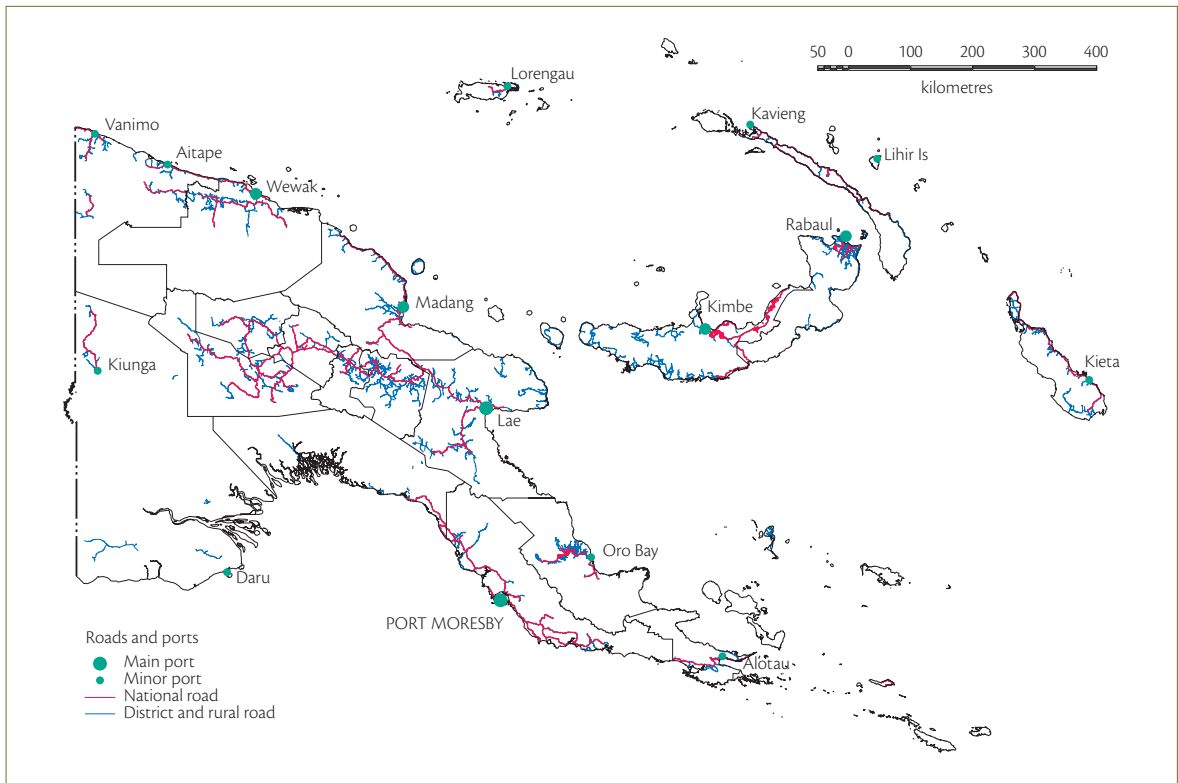 50 0 100 200 300 400
kilometres
Lorengau
Kavieng
Vanimo
Lihir Is
Aitape
Wewak
Rabaul
Madang
Kimbe
Kiunga
Kieta
Lae
Oro Bay
Daru
PORT MORESBY
Alotau
Roads and ports
Main port
Minor port
National road
District and rural road